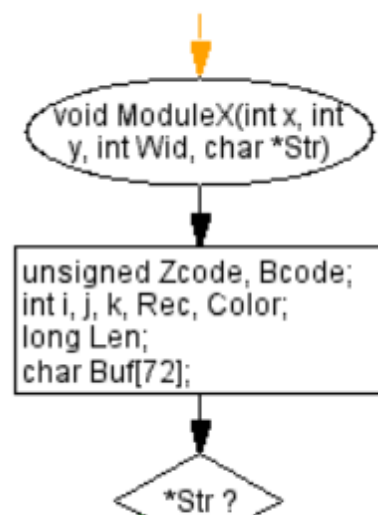 void ModuleX(int x, int
y, int Wid, char *Str)
unsigned Zcode, Bcode;
int i, j, k, Rec, Color;
long Len;
char Buf[72];
*Str ?